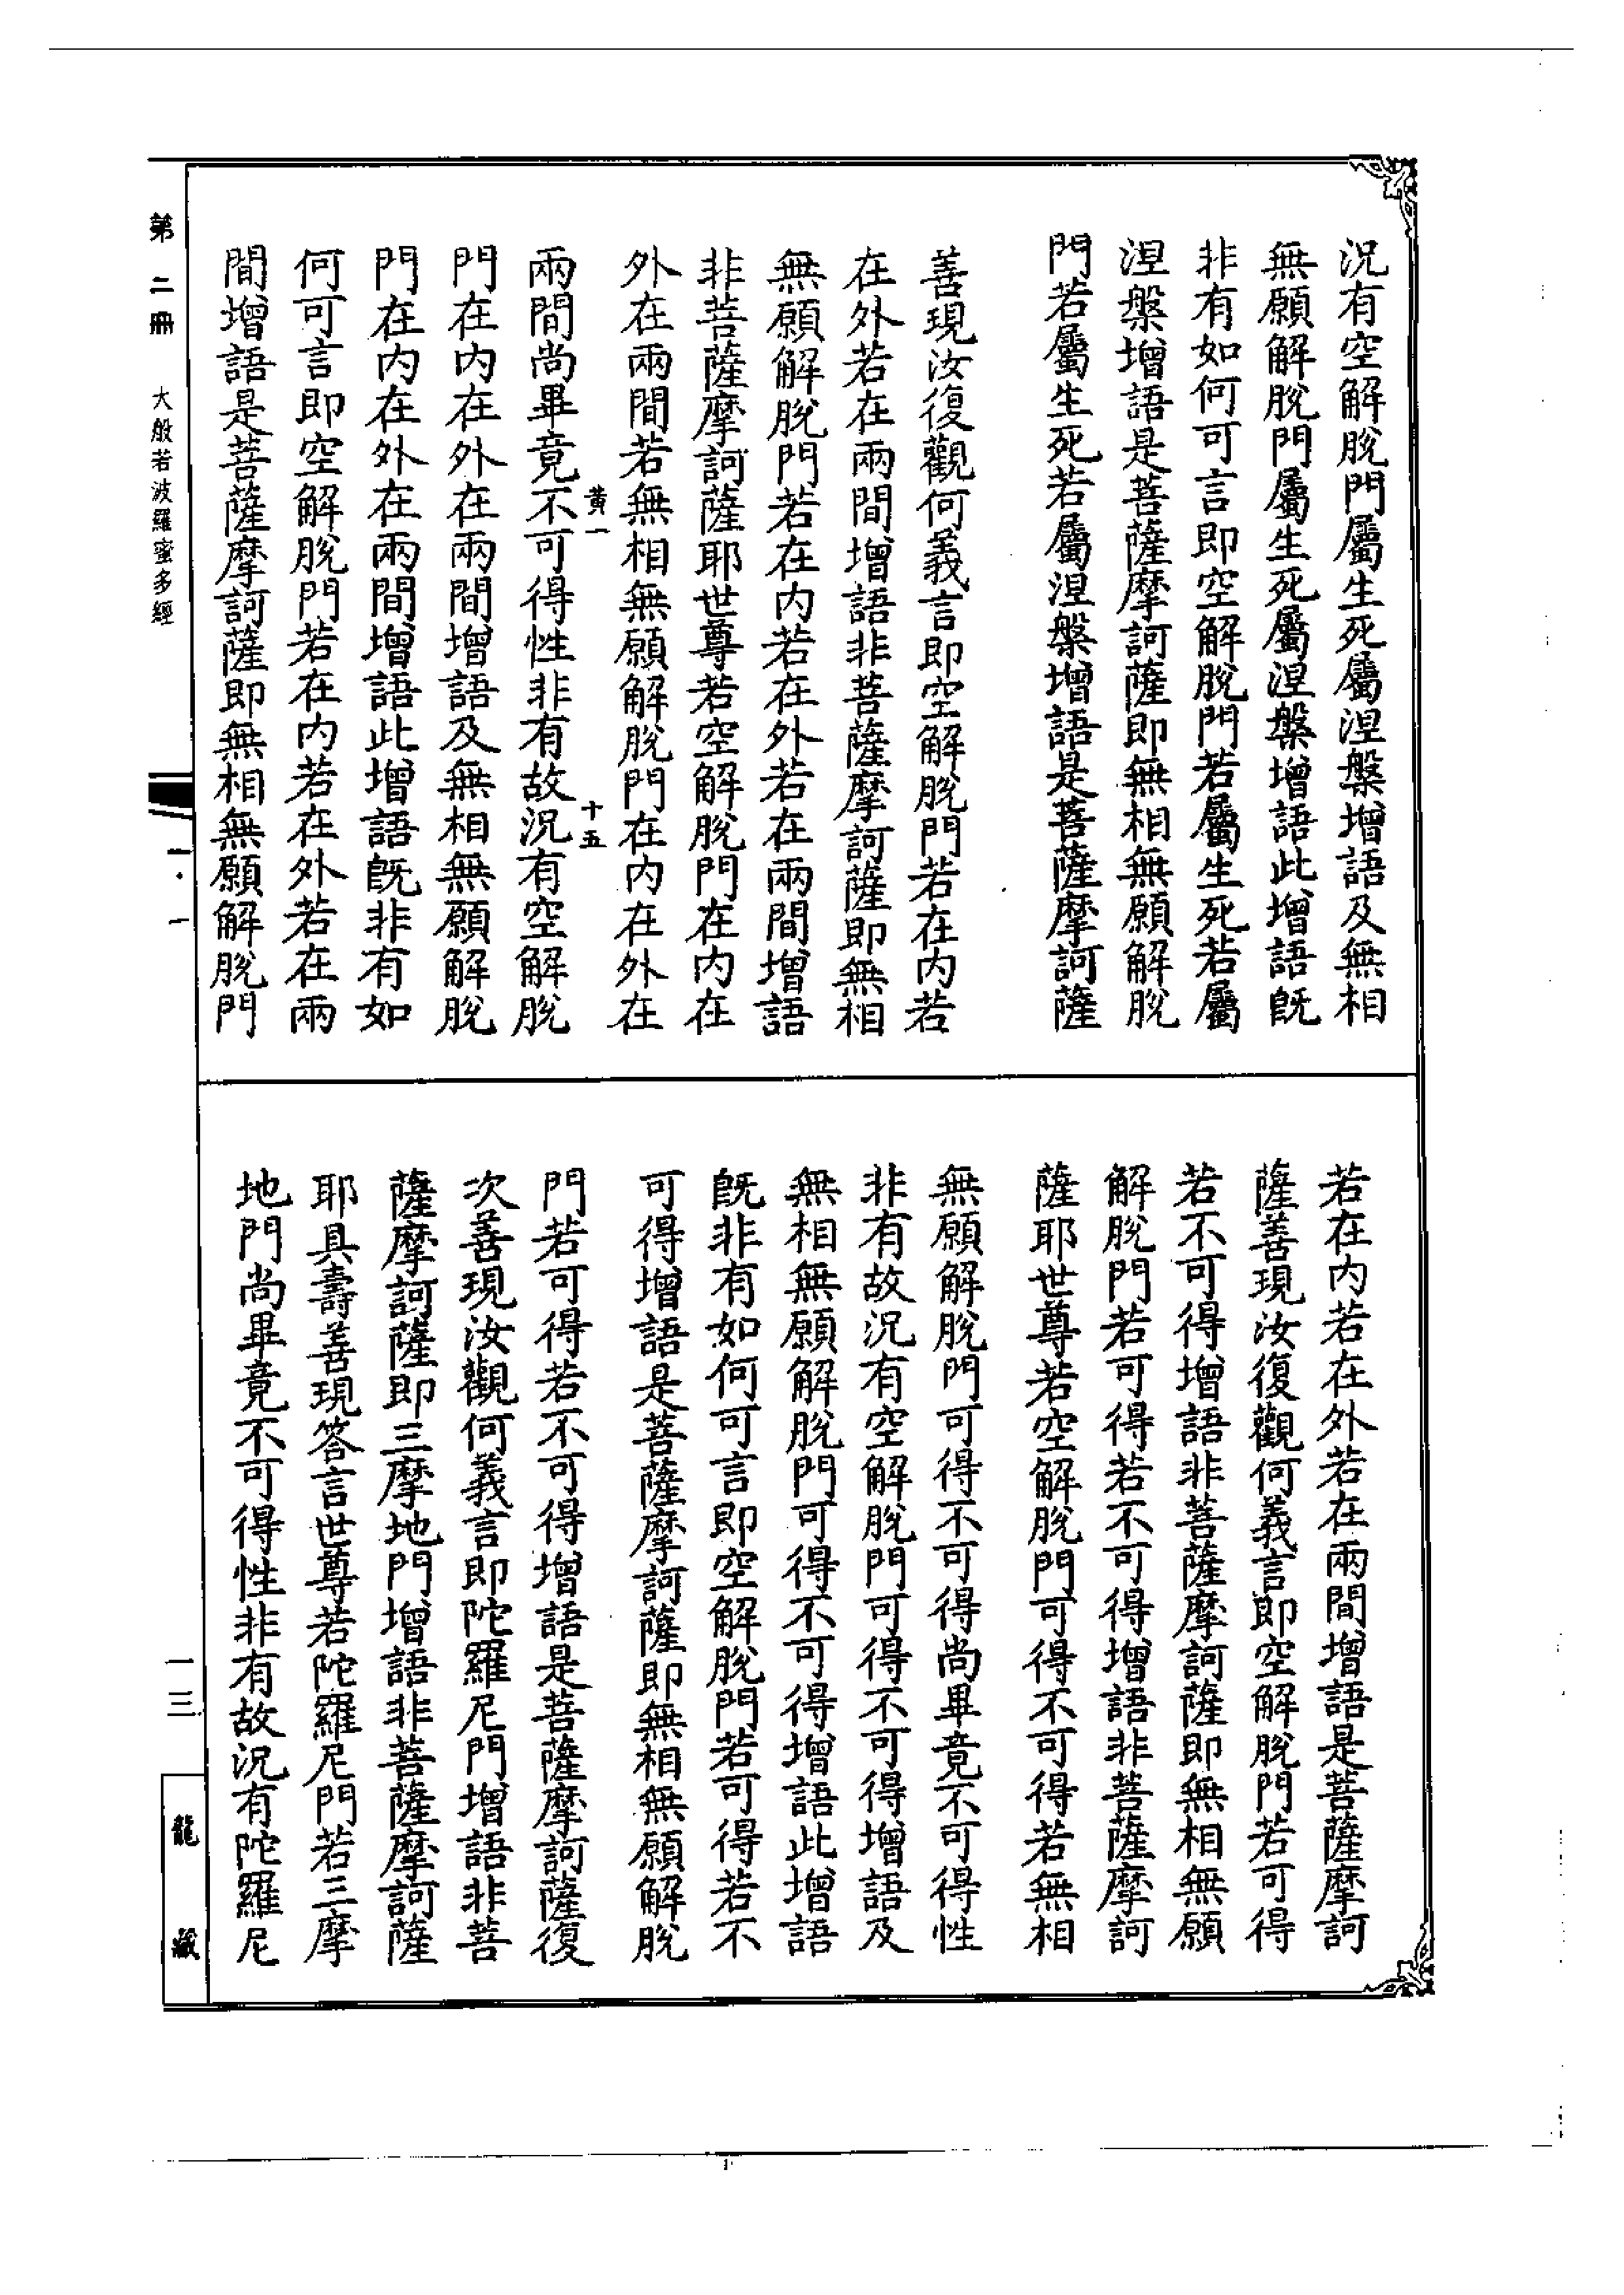 況有空解脫門屬生死屬涅槃增語及無相
無願解脫門屬生死屬涅槃增語此增語既
非有如何可言即空解脫門若屬生死若屬
涅槃增語是菩薩摩訶薩即無相無願解脫
門若屬生死若屬涅槃增語是菩薩摩訶薩
善現汝復觀何義言即空解脫門若在内若
在外若在兩間增語非菩薩摩訶薩即無相
無願解脫門若在内若在外若在兩間增語
非菩薩摩訶薩耶世尊若空解脫門在内在
外在兩間若無相無願解脫門在内在外在
黃一 十五
兩間尚畢竟不可得性非有故況有空解脫
門在内在外在兩間增語及無相無願解脫
門在内在外在兩間增語此增語既非有如
何可言即空解脫門若在内若在外若在兩
間增語是菩薩摩訶薩即無相無願解脫門
若在内若在外若在兩間增語是菩薩摩訶
薩善現汝復觀何義言即空解脫門若可得
若不可得增語非菩薩摩訶薩即無相無願
解脫門若可得若不可得增語非菩薩摩訶
薩耶世尊若空解脫門可得不可得若無相
無願解脫門可得不可得尚畢竟不可得性
非有故況有空解脫門可得不可得增語及
無相無願解脫門可得不可得增語此增語
既非有如何可言即空解脫門若可得若不
可得增語是菩薩摩訶薩即無相無願解脫
門若可得若不可得增語是菩薩摩訶薩復
次善現汝觀何義言即陀羅尼門增語非菩
薩摩訶薩即三摩地門增語非菩薩摩訶薩
耶具壽善現答言世尊若陀羅尼門若三摩
地門尚畢竟不可得性非有故況有陀羅尼
第二冊 大般若波羅蜜多經 一·一 一三 龍藏